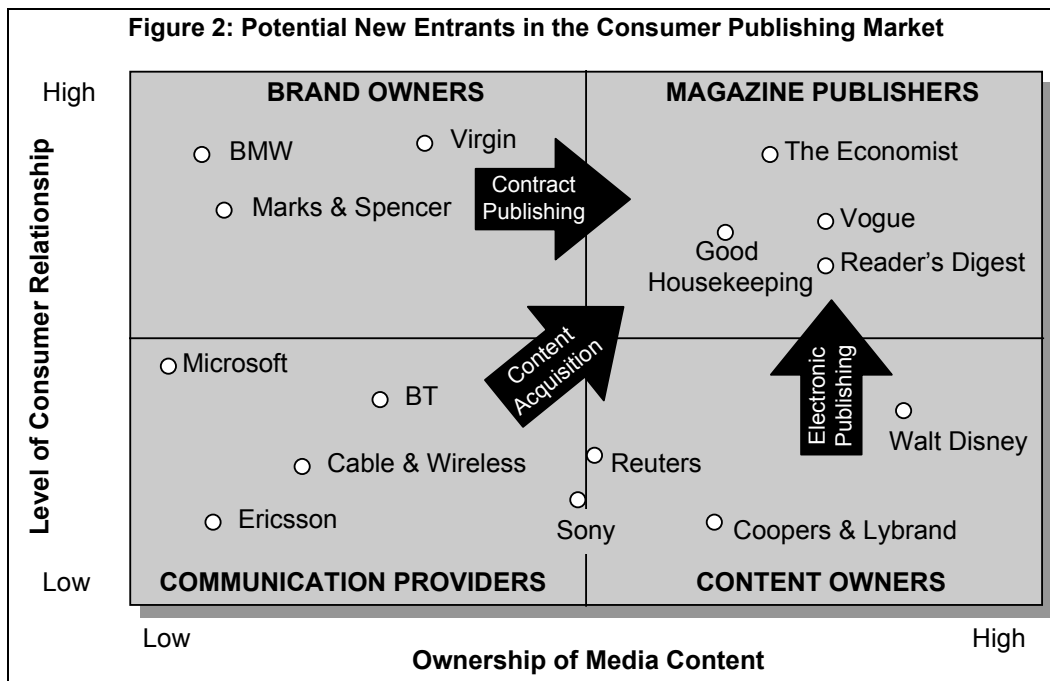 Figure 2: Potential New Entrants in the Consumer Publishing Market
High
BRAND OWNERS
MAGAZINE PUBLISHERS
BMW
Virgin
The Economist
Marks & Spencer
Contract
Publishing
Vogue
Good
Housekeeping
Reader's Digest
Level of Consumer Relationship
Microsoft
BT
Content
Acquisition
Electronic
Publishing
Walt Disney
Cable & Wireless
Reuters
Ericsson
Sony
Coopers & Lybrand
Low
COMMUNICATION PROVIDERS
CONTENT OWNERS
Low
High
Ownership of Media Content